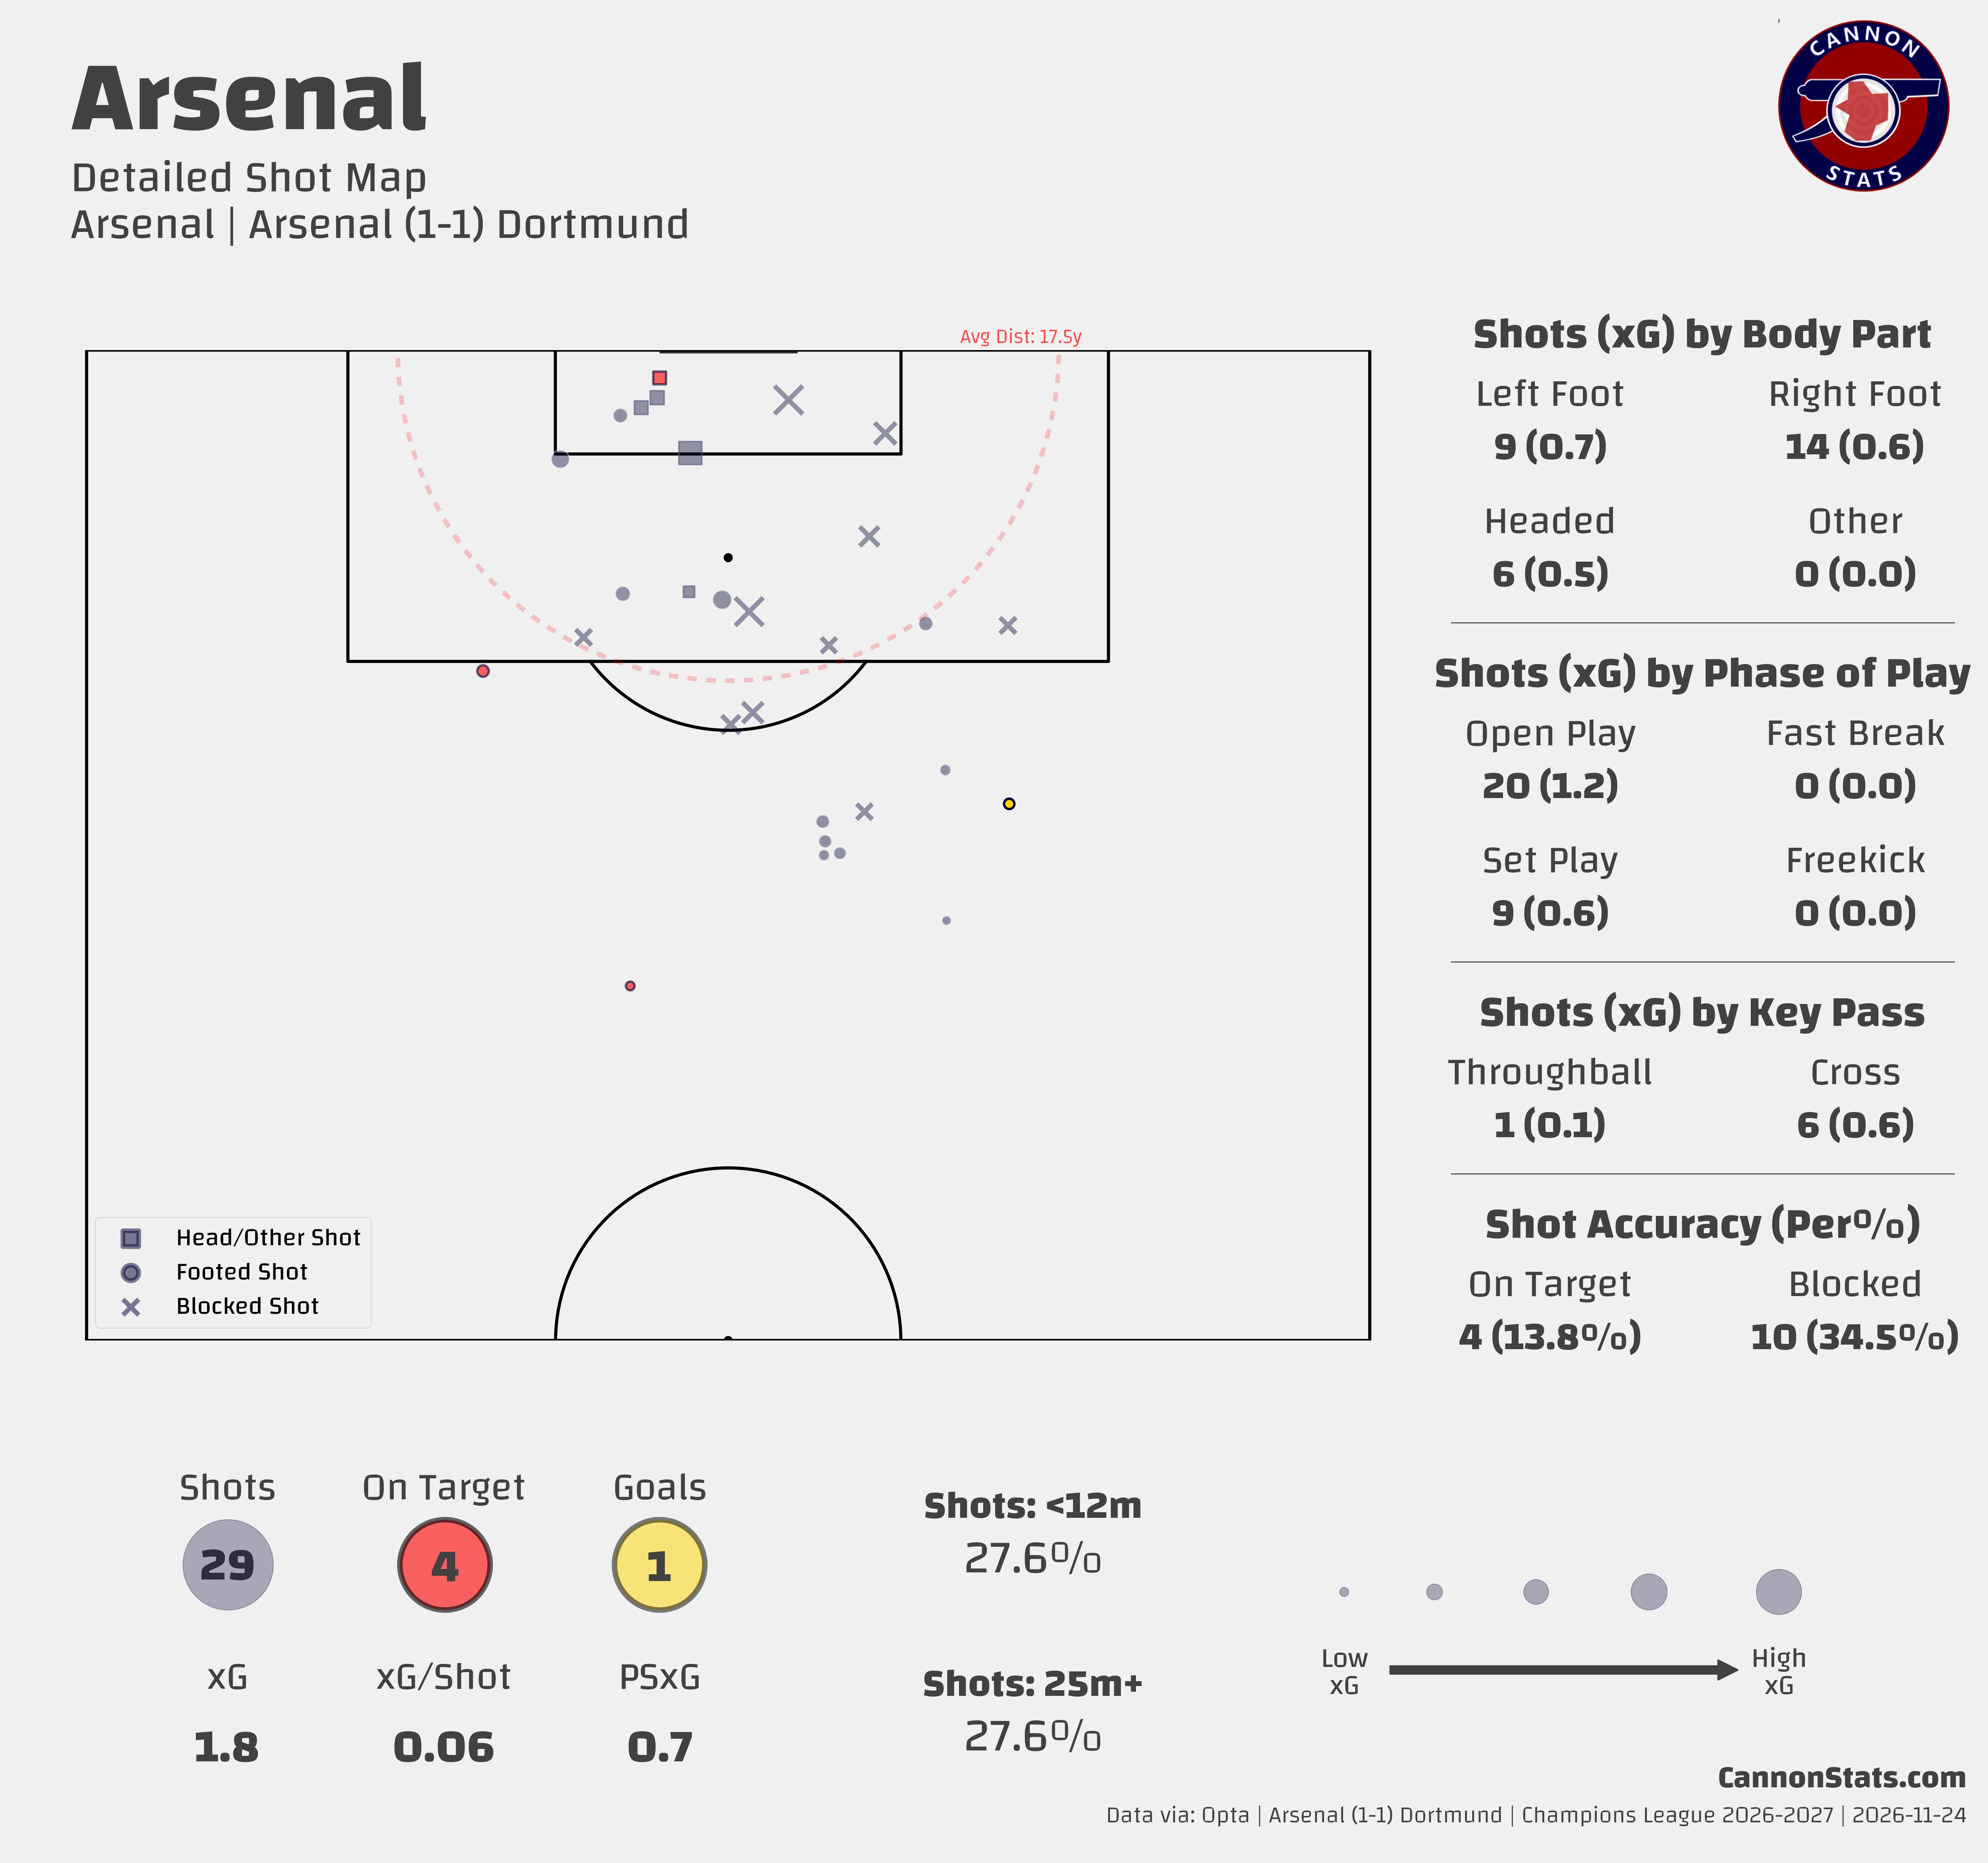 Arsenal
Detailed Shot Map
Arsenal | Arsenal (1-1) Dortmund
CANNON
STATS
Avg Dist: 17.5y
Head/Other Shot
Footed Shot
Blocked Shot
Shots (xG) by Body Part
Left Foot Right Foot
9 (0.7) 14 (0.6)
Headed Other
6 (0.5) 0 (0.0)
Shots (xG) by Phase of Play
Open Play Fast Break
20 (1.2) 0 (0.0)
Set Play Freekick
9 (0.6) 0 (0.0)
Shots (xG) by Key Pass
Throughball Cross
1 (0.1) 6 (0.6)
Shot Accuracy (Per%)
On Target Blocked
4 (13.8%) 10 (34.5%)
Shots On Target Goals
29 4 1
xG xG/Shot PSxG
1.8 0.06 0.7
Shots: <12m
27.6%
Shots: 25m+
27.6%
Low xG
High xG
CannonStats.com
Data via: Opta | Arsenal (1-1) Dortmund | Champions League 2026-2027 | 2026-11-24